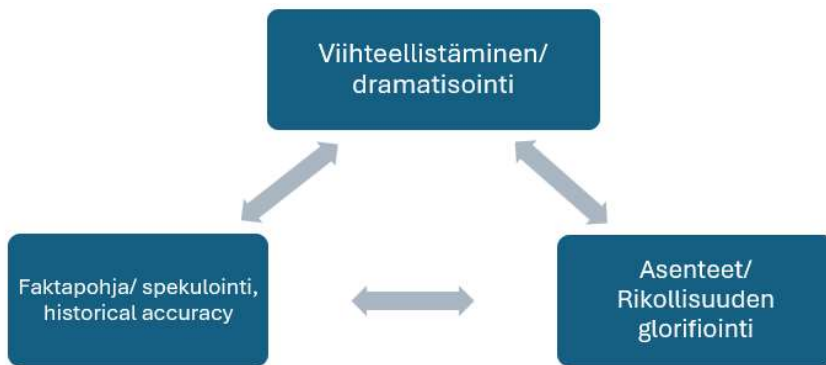 Viihteellistäminen/
dramatisointi
Faktapohja/ spekulointi,
historical accuracy
Asenteet/
Rikollisuuden
glorifiointi